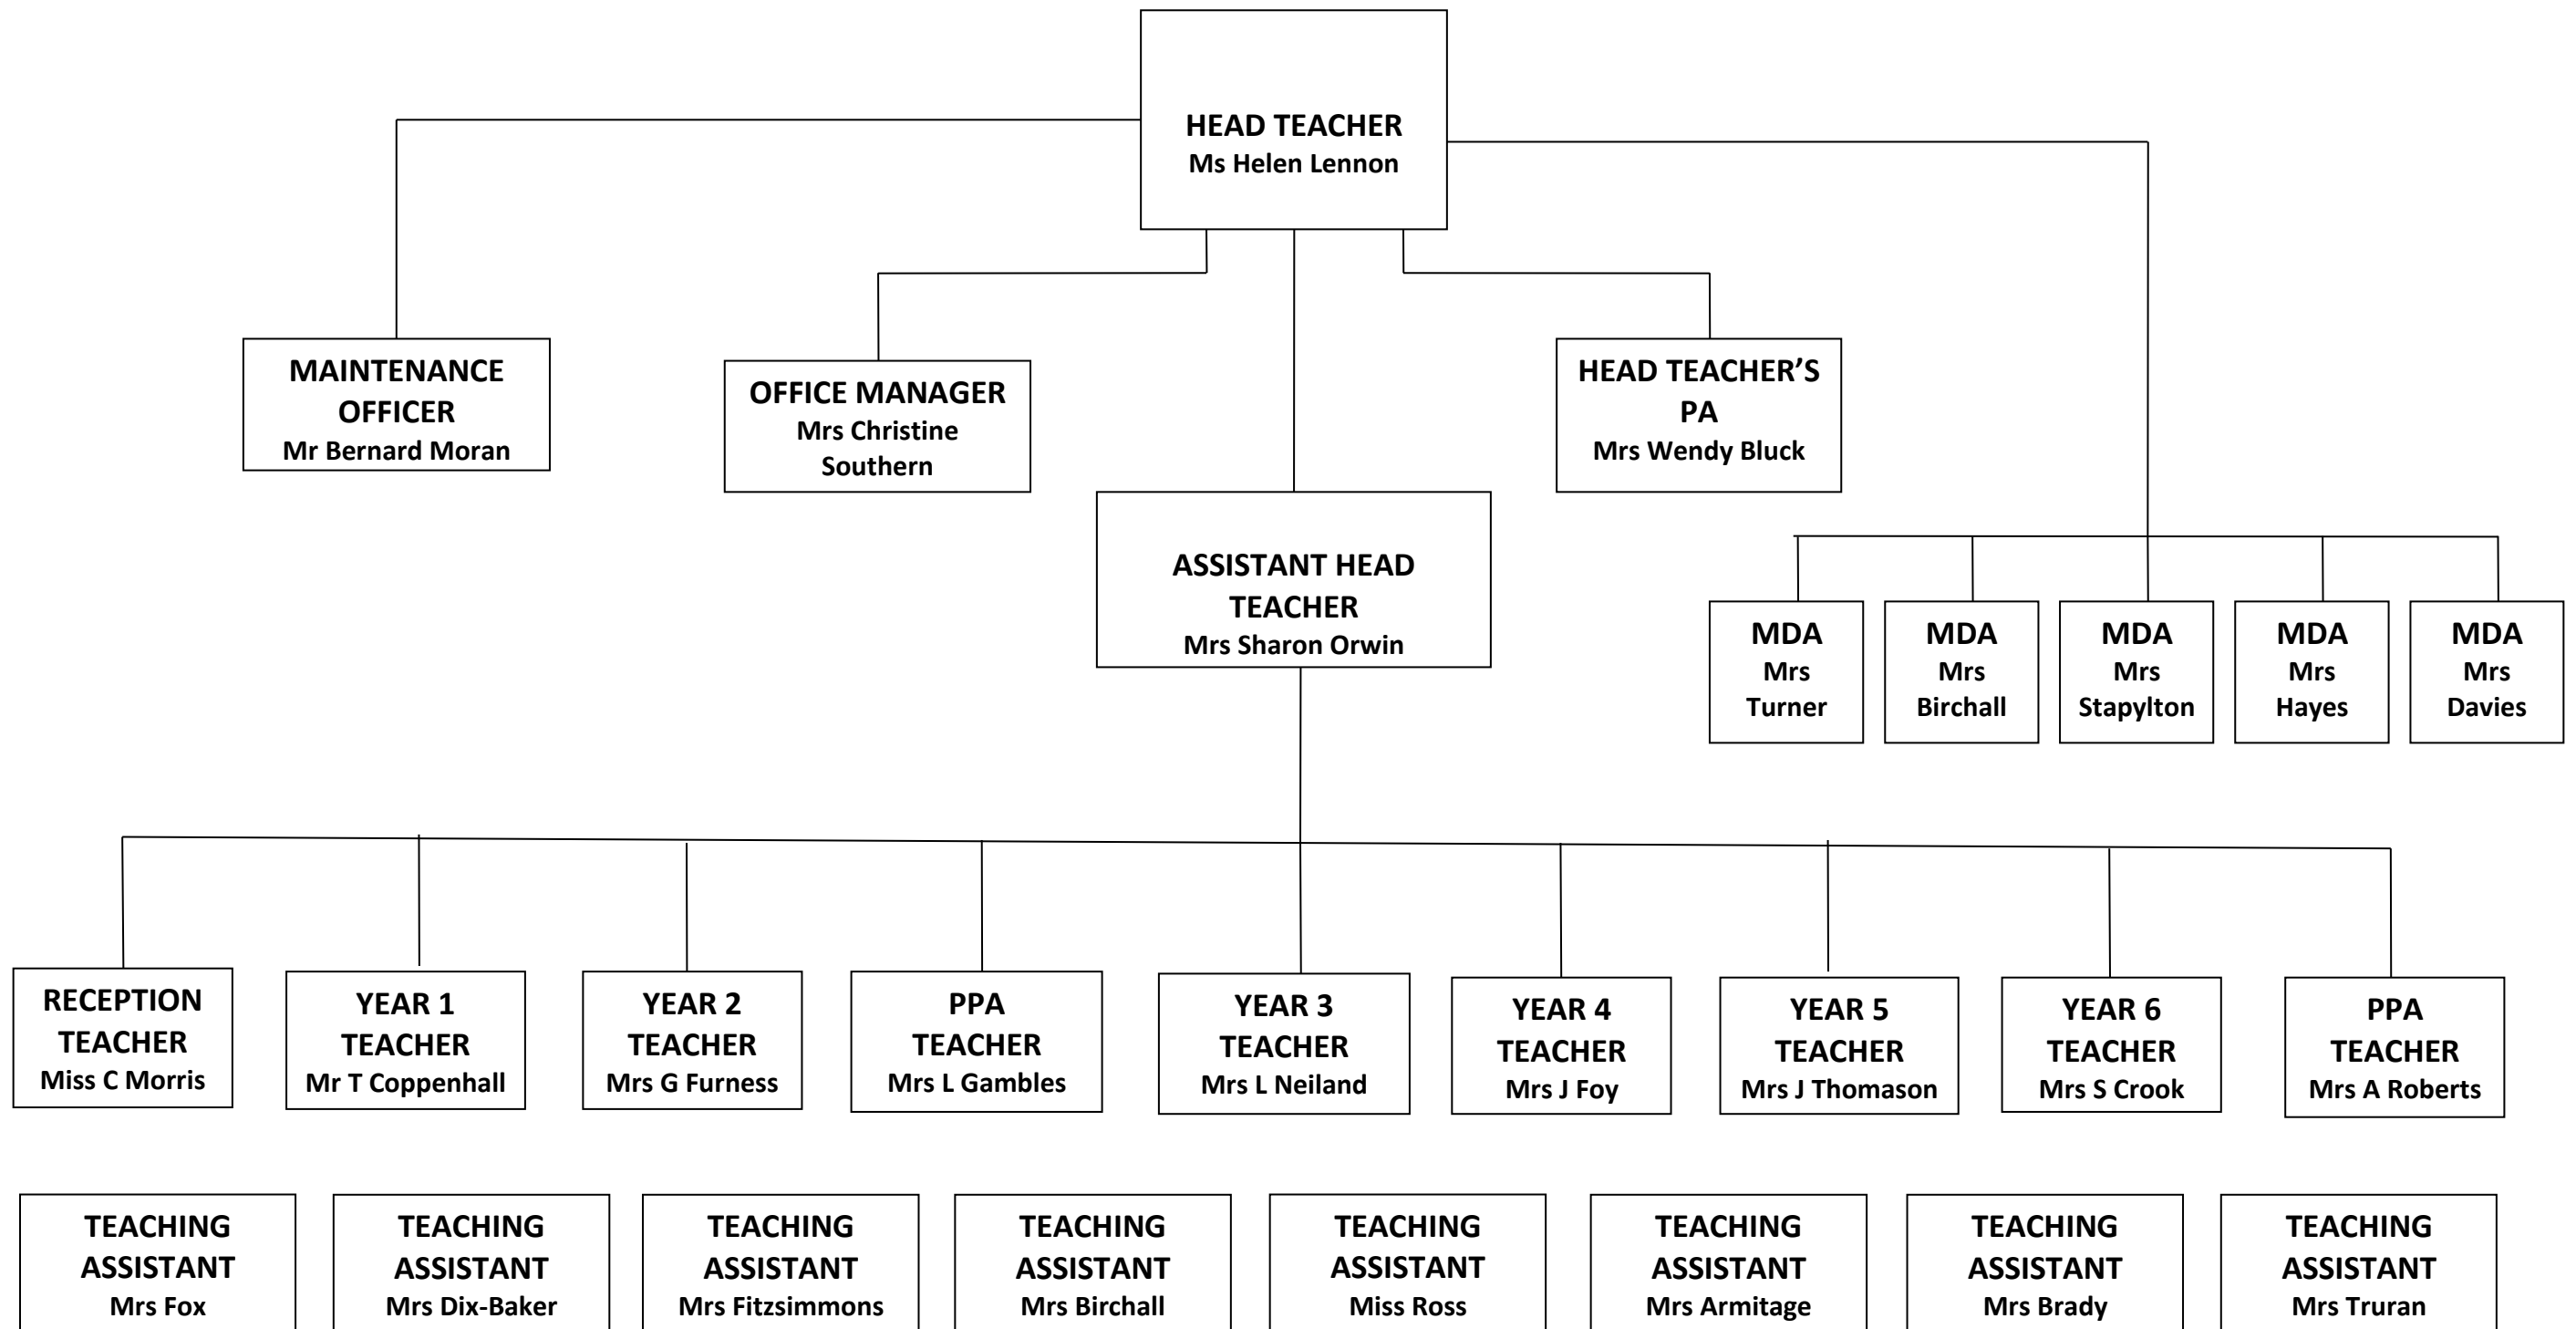 HEAD TEACHER
Ms Helen Lennon
MAINTENANCE
OFFICER
Mr Bernard Moran
OFFICE MANAGER
Mrs Christine
Southern
HEAD TEACHER’S
PA
Mrs Wendy Bluck
ASSISTANT HEAD
TEACHER
Mrs Sharon Orwin
MDA
Mrs
Turner
MDA
Mrs
Birchall
MDA
Mrs
Stapylton
MDA
Mrs
Hayes
MDA
Mrs
Davies
RECEPTION
TEACHER
Miss C Morris
YEAR 1
TEACHER
Mr T Coppenhall
YEAR 2
TEACHER
Mrs G Furness
PPA
TEACHER
Mrs L Gambles
YEAR 3
TEACHER
Mrs L Neiland
YEAR 4
TEACHER
Mrs J Foy
YEAR 5
TEACHER
Mrs J Thomason
YEAR 6
TEACHER
Mrs S Crook
PPA
TEACHER
Mrs A Roberts
TEACHING
ASSISTANT
Mrs Fox
TEACHING
ASSISTANT
Mrs Dix-Baker
TEACHING
ASSISTANT
Mrs Fitzsimmons
TEACHING
ASSISTANT
Mrs Birchall
TEACHING
ASSISTANT
Miss Ross
TEACHING
ASSISTANT
Mrs Armitage
TEACHING
ASSISTANT
Mrs Brady
TEACHING
ASSISTANT
Mrs Truran